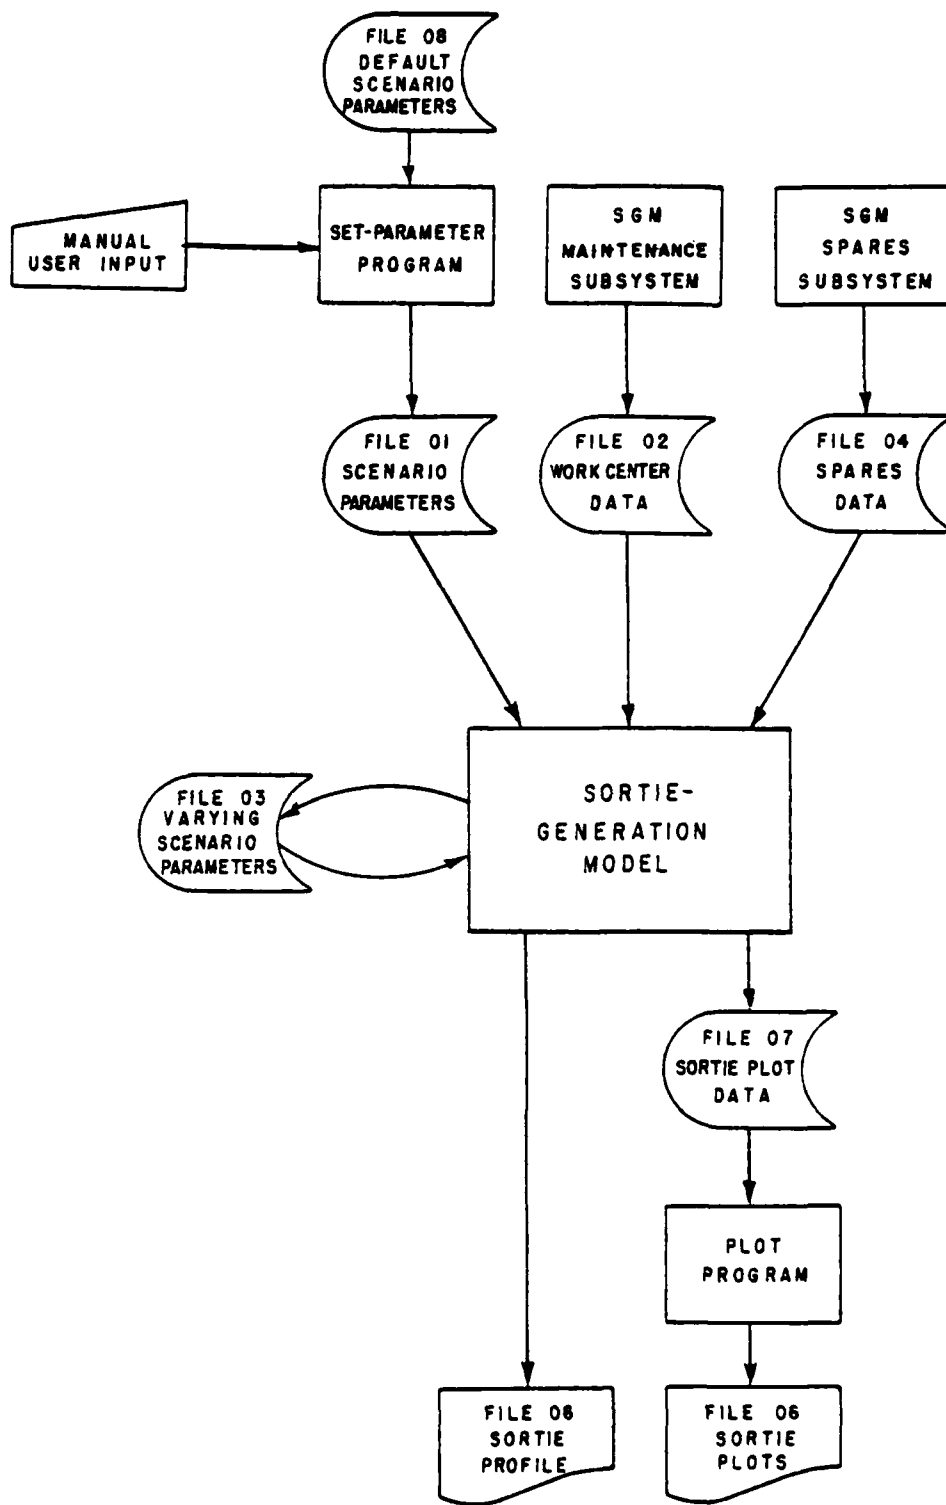 FILE 08
DEFAULT
SCENARIO
PARAMETERS
MANUAL
USER INPUT
SET-PARAMETER
PROGRAM
SGM
MAINTENANCE
SUBSYSTEM
SGM
SPARES
SUBSYSTEM
FILE 01
SCENARIO
PARAMETERS
FILE 02
WORK CENTER
DATA
FILE 04
SPARES
DATA
FILE 03
VARYING
SCENARIO
PARAMETERS
SORTIE-
GENERATION
MODEL
FILE 07
SORTIE PLOT
DATA
PLOT
PROGRAM
FILE 06
SORTIE
PROFILE
FILE 06
SORTIE
PLOTS